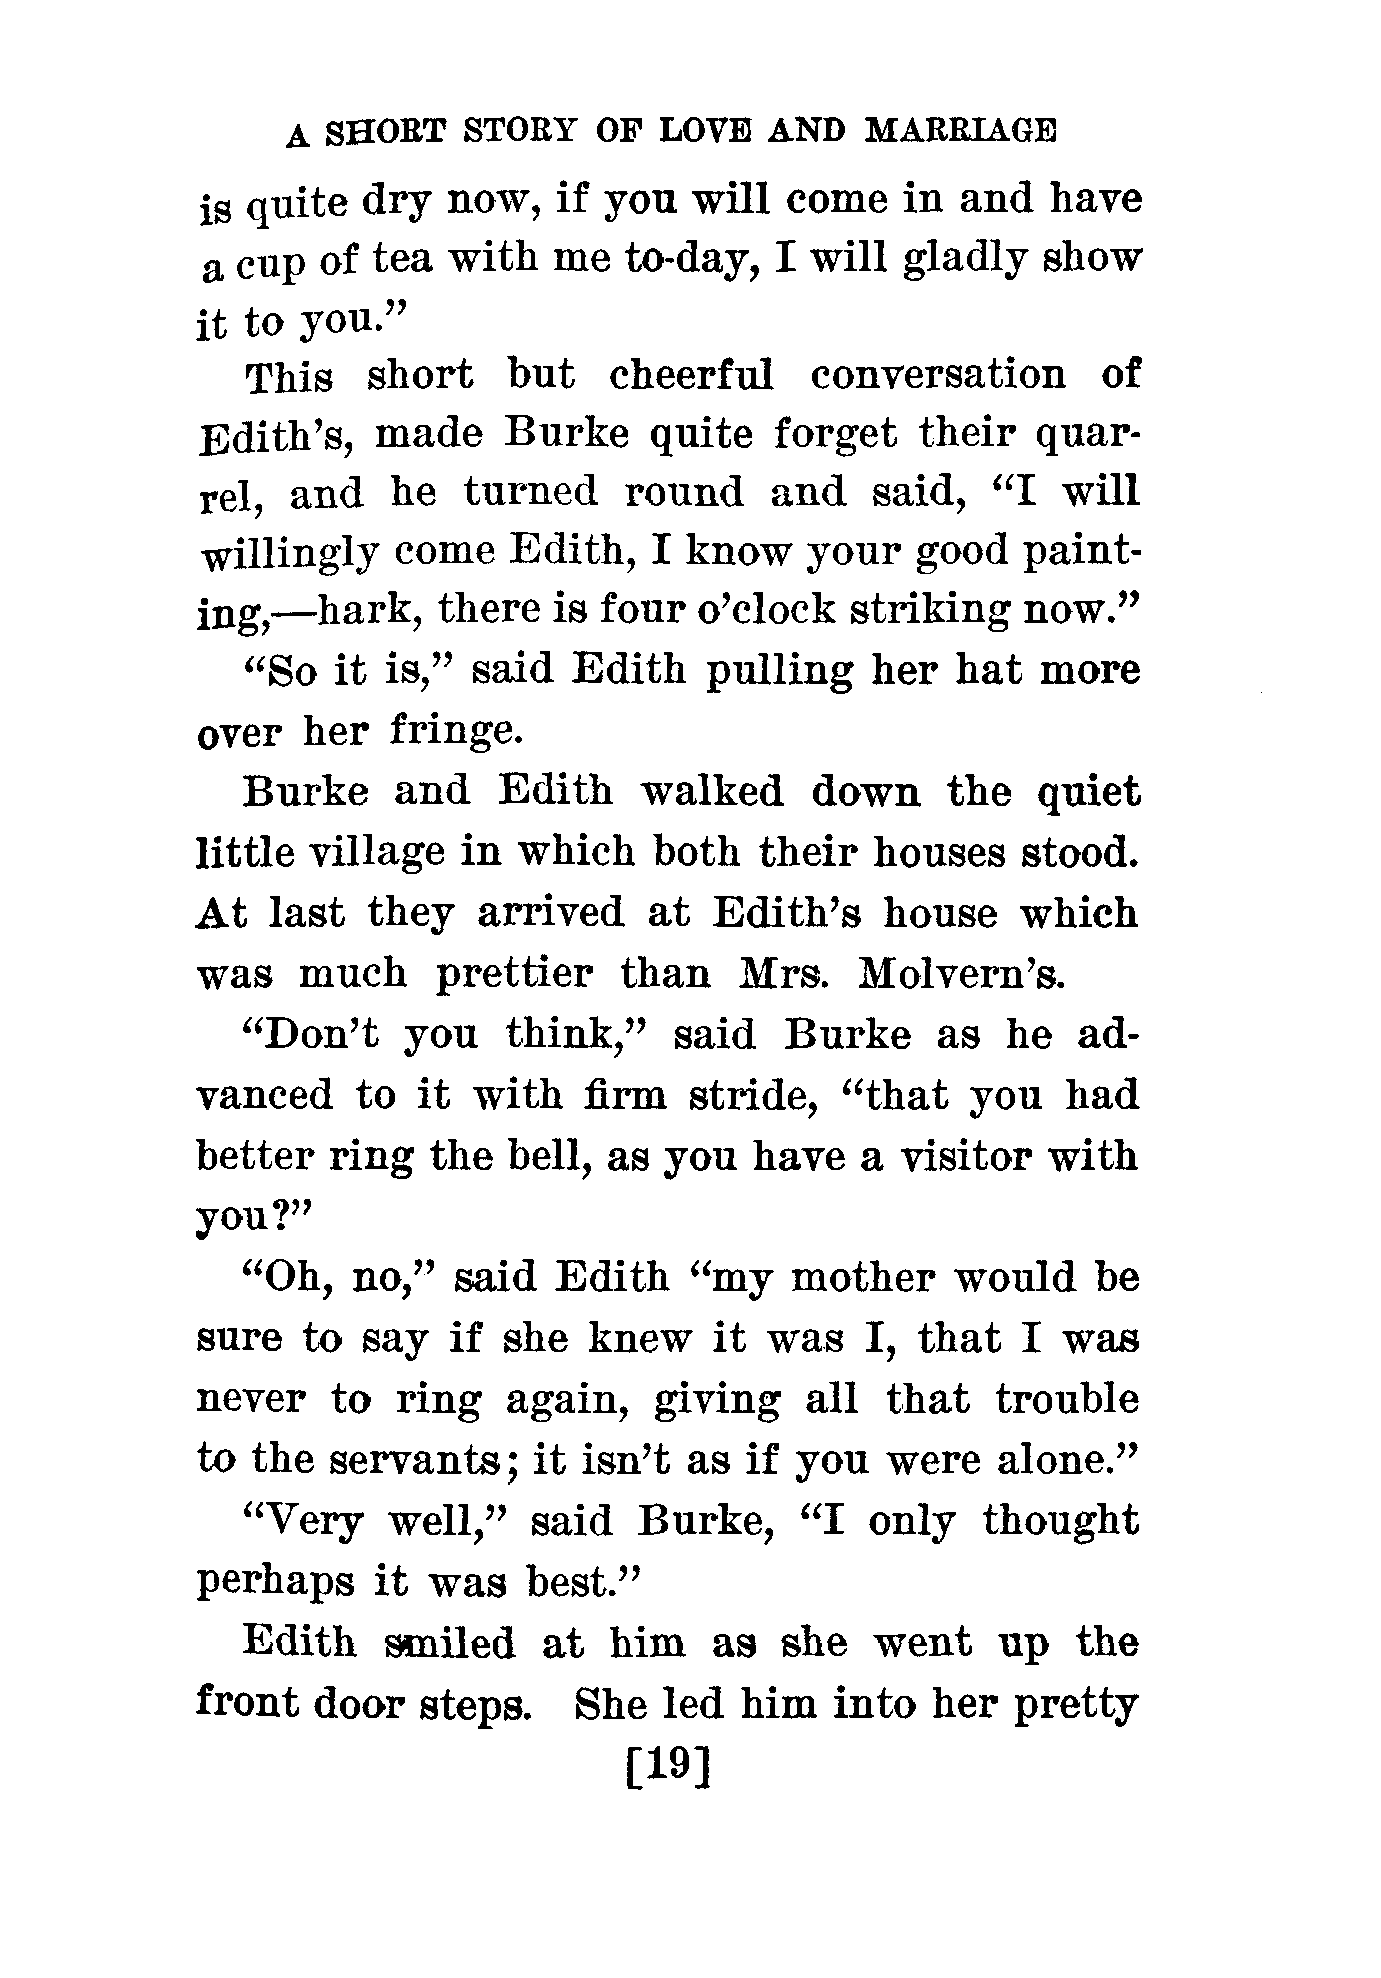 A SHORT STORY OF LOVE AND MARRIAGE
is quite dry now, if you will come in and have
a cup of tea with me to-day, I will gladly show
it to you.”
This short but cheerful conversation of
Edith’s, made Burke quite forget their quar-
rel, and he turned round and said, “I will
willingly come Edith, I know your good paint-
ing,—hark, there is four o’clock striking now.”
“So it is,” said Edith pulling her hat more
over her fringe.
Burke and Edith walked down the quiet
little village in which both their houses stood.
At last they arrived at Edith’s house which
was much prettier than Mrs. Molvern’s.
“Don’t you think,” said Burke as he ad-
vanced to it with firm stride, “that you had
better ring the bell, as you have a visitor with
you?”
“Oh, no,” said Edith “my mother would be
sure to say if she knew it was I, that I was
never to ring again, giving all that trouble
to the servants; it isn’t as if you were alone.”
“Very well,” said Burke, “I only thought
perhaps it was best.”
Edith smiled at him as she went up the
front door steps. She led him into her pretty
[19]